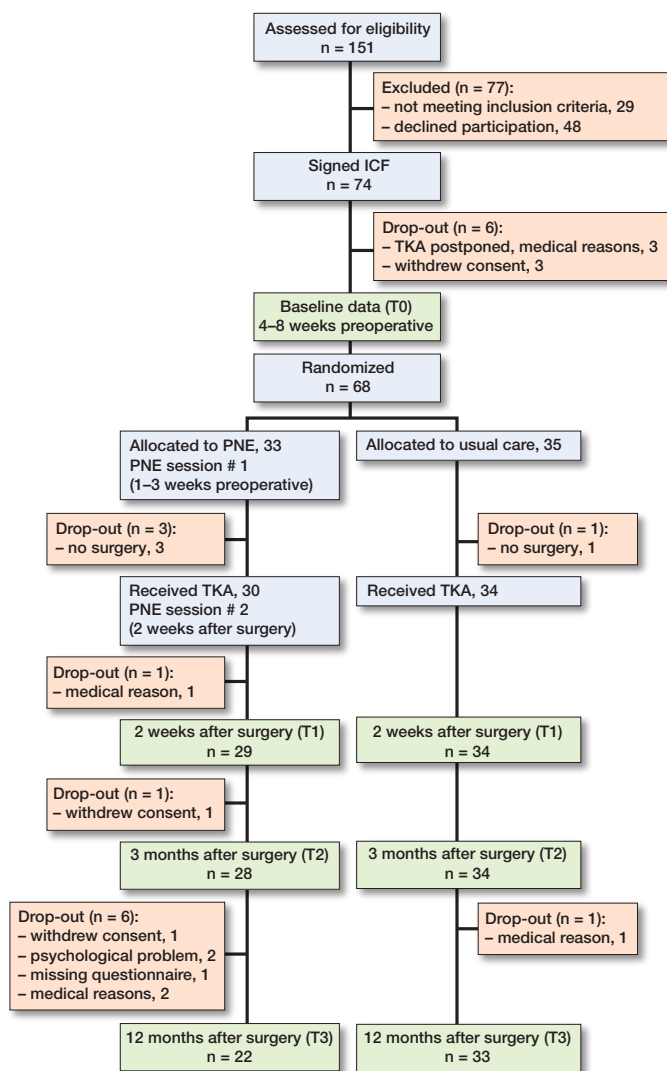 Assessed for eligibility
n = 151
Excluded (n = 77):
– not meeting inclusion criteria, 29
– declined participation, 48
Signed ICF
n = 74
Drop-out (n = 6):
– TKA postponed, medical reasons, 3
– withdrew consent, 3
Baseline data (T0)
4–8 weeks preoperative
Randomized
n = 68
Allocated to PNE, 33
PNE session # 1
(1–3 weeks preoperative)
Allocated to usual care, 35
Drop-out (n = 3):
– no surgery, 3
Drop-out (n = 1):
– no surgery, 1
Received TKA, 30
PNE session # 2
(2 weeks after surgery)
Received TKA, 34
Drop-out (n = 1):
– medical reason, 1
2 weeks after surgery (T1)
n = 29
2 weeks after surgery (T1)
n = 34
Drop-out (n = 1):
– withdrew consent, 1
3 months after surgery (T2)
n = 28
3 months after surgery (T2)
n = 34
Drop-out (n = 6):
– withdrew consent, 1
– psychological problem, 2
– missing questionnaire, 1
– medical reasons, 2
Drop-out (n = 1):
– medical reason, 1
12 months after surgery (T3)
n = 22
12 months after surgery (T3)
n = 33